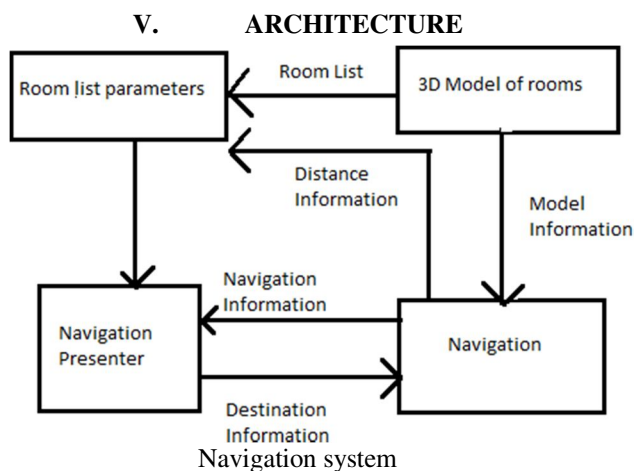 V. ARCHITECTURE
Room list parameters
Room List
3D Model of rooms
Distance
Information
Model
Information
Navigation
Information
Navigation
Presenter
Navigation
Destination
Information
Navigation system